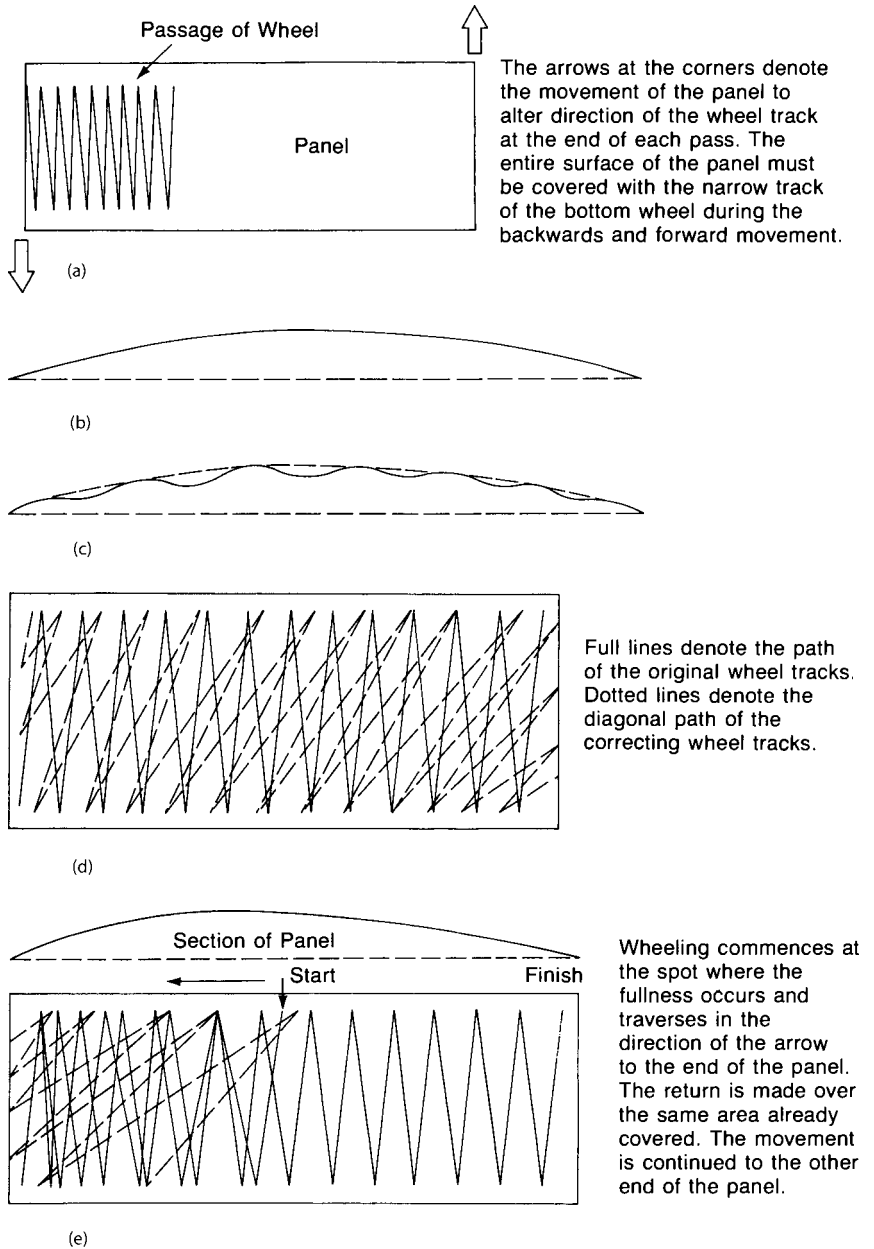 Passage of Wheel
Panel
The arrows at the corners denote
the movement of the panel to
alter direction of the wheel track
at the end of each pass. The
entire surface of the panel must
be covered with the narrow track
of the bottom wheel during the
backwards and forward movement.
(a)
(b)
(c)
Full lines denote the path
of the original wheel tracks.
Dotted lines denote the
diagonal path of the
correcting wheel tracks.
(d)
Section of Panel
Start
Finish
Wheeling commences at
the spot where the
fullness occurs and
traverses in the
direction of the arrow
to the end of the panel.
The return is made over
the same area already
covered. The movement
is continued to the other
end of the panel.
(e)